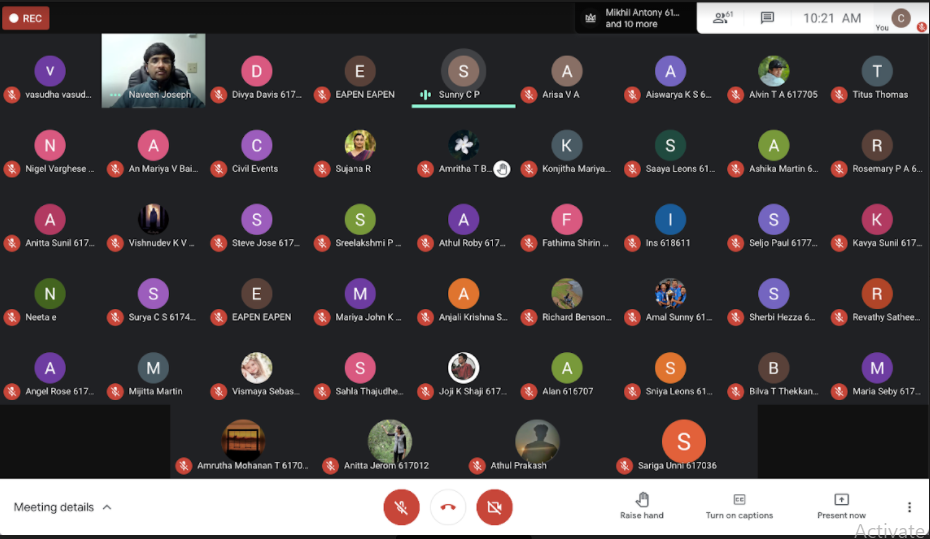 REC
Mikhil Antony 61...
and 10 more
61
10:21 AM
You
C
V
vasudha vasud...
Naveen Joseph
D
Divya Davis 617...
E
EAPEN EAPEN
S
Sunny C P
A
Arisa V A
A
Aiswarya K S 6...
Alvin T A 617705
T
Titus Thomas
N
Nigel Varghese ...
A
An Mariya V Bai...
C
Civil Events
Sujana R
Amritha T B...
K
Konjitha Mariya...
S
Saaya Leons 61...
A
Ashika Martin 6...
R
Rosemary P A 6...
A
Anitta Sunil 617...
Vishnudev K V ...
S
Steve Jose 617...
S
Sreelakshmi P ...
A
Athul Roby 617...
F
Fathima Shirin ...
I
Ins 618611
S
Seljo Paul 6177...
K
Kavya Sunil 617...
N
Neeta e
S
Surya C S 6174...
E
EAPEN EAPEN
M
Mariya John K ...
A
Anjali Krishna S...
Richard Benson...
Amal Sunny 61...
S
Sherbi Hezza 6...
R
Revathy Sathee...
A
Angel Rose 617...
M
Mijitta Martin
Vismaya Sebas...
S
Sahla Thajudhe...
Joji K Shaji 617...
A
Alan 616707
S
Sniya Leons 61...
B
Bilva T Thekkan...
M
Maria Seby 617...
Amrutha Mohanan T 6170...
Anitta Jerom 617012
Athul Prakash
S
Sariga Unni 617036
Meeting details
Raise hand
Turn on captions
Present now
Activate